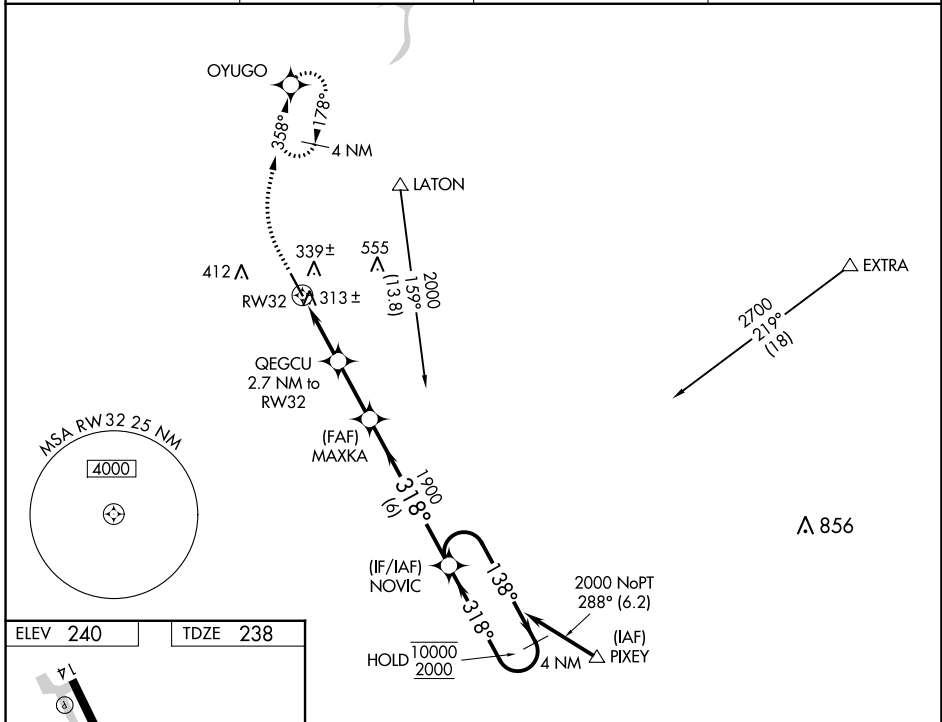 OYUGO
358°
178°
4 NM
LATON
2000
159°
(13.8)
412
339±
555
RW32
313±
EXTRA
2700
219°
(18)
QEGCU
2.7 NM to
RW32
(FAF)
MAXKA
MSA RW32 25 NM
4000
1900
318°
(6)
856
(IF/IAF)
NOVIC
138°
318°
2000 NoPT
288° (6.2)
(IAF)
PIXEY
HOLD 10000
2000
4 NM
ELEV 240
TDZE 238
14
P